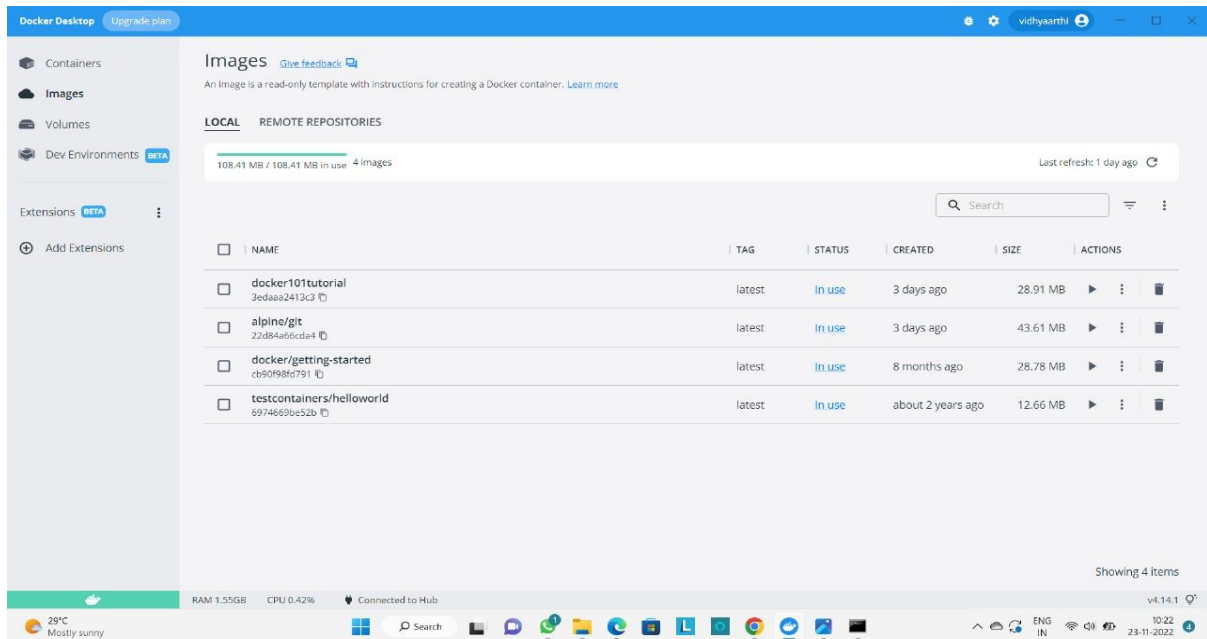 Docker Desktop Upgrade plan vidhyaarthi
Containers
Images
Volumes
Dev Environments BETA
Extensions BETA
Add Extensions
Images Give feedback
An image is a read-only template with instructions for creating a Docker container. Learn more
LOCAL REMOTE REPOSITORIES
108.41 MB / 108.41 MB in use 4 images Last refresh: 1 day ago
Search
NAME TAG STATUS CREATED SIZE ACTIONS
docker101tutorial latest In use 3 days ago 28.91 MB
3edaaa2413c3
alpine/git latest In use 3 days ago 43.61 MB
22d84a66cda4
docker/getting-started latest In use 8 months ago 28.78 MB
cb90f98fd791
testcontainers/helloworld latest In use about 2 years ago 12.66 MB
6974669be52b
Showing 4 items
RAM 1.55GB CPU 0.42% Connected to Hub v4.14.1
29°C
Mostly sunny
Search
ENG
IN
10:22
23-11-2022
4